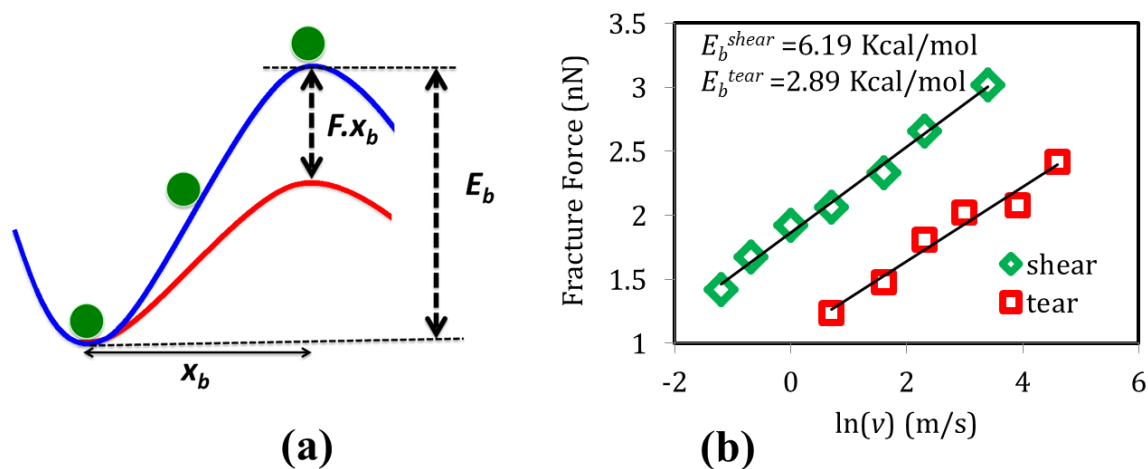 (a)
F.x_b
E_b
x_b
(b)
Fracture Force (nN)
3.5
3
2.5
2
1.5
1
E_b^shear =6.19 Kcal/mol
E_b^tear =2.89 Kcal/mol
shear
tear
-2 0 2 4 6
ln(v) (m/s)